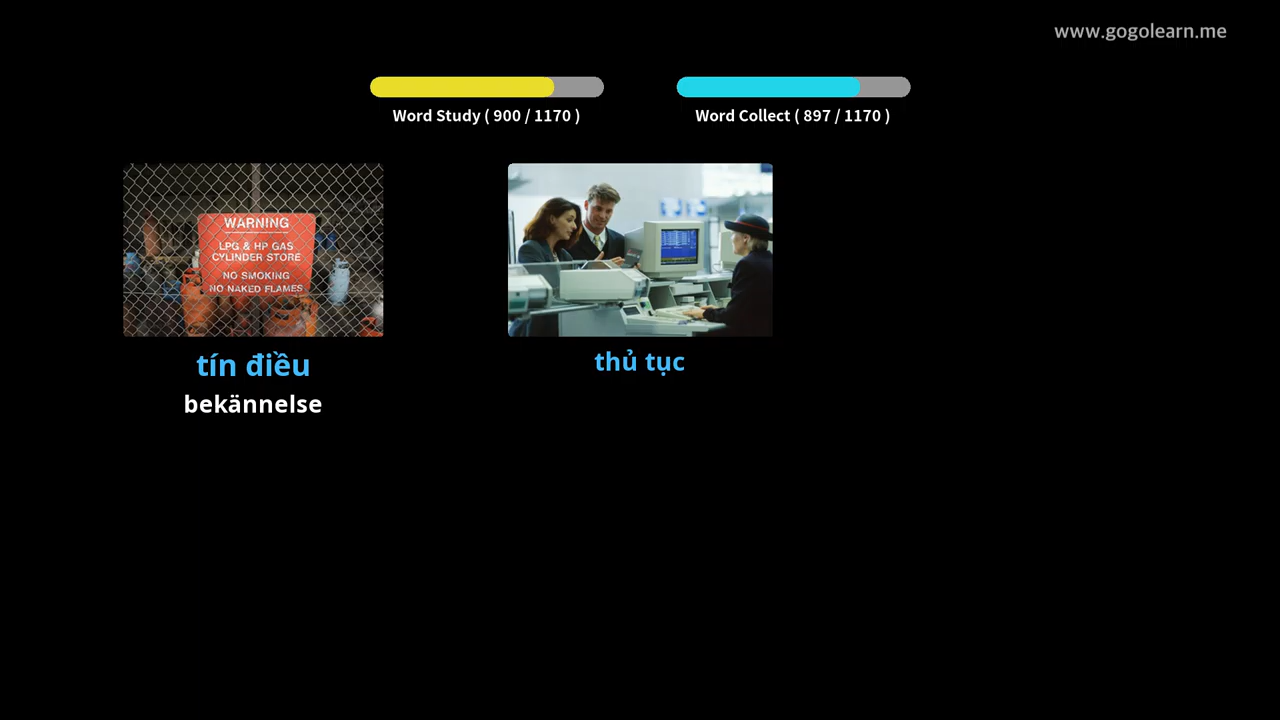 www.gogolearn.me
Word Study ( 900 / 1170 )
Word Collect ( 897 / 1170 )
WARNING
LPG & HP GAS
CYLINDER STORE
NO SMOKING
NO NAKED FLAMES
tín điều
bekännelse
thủ tục